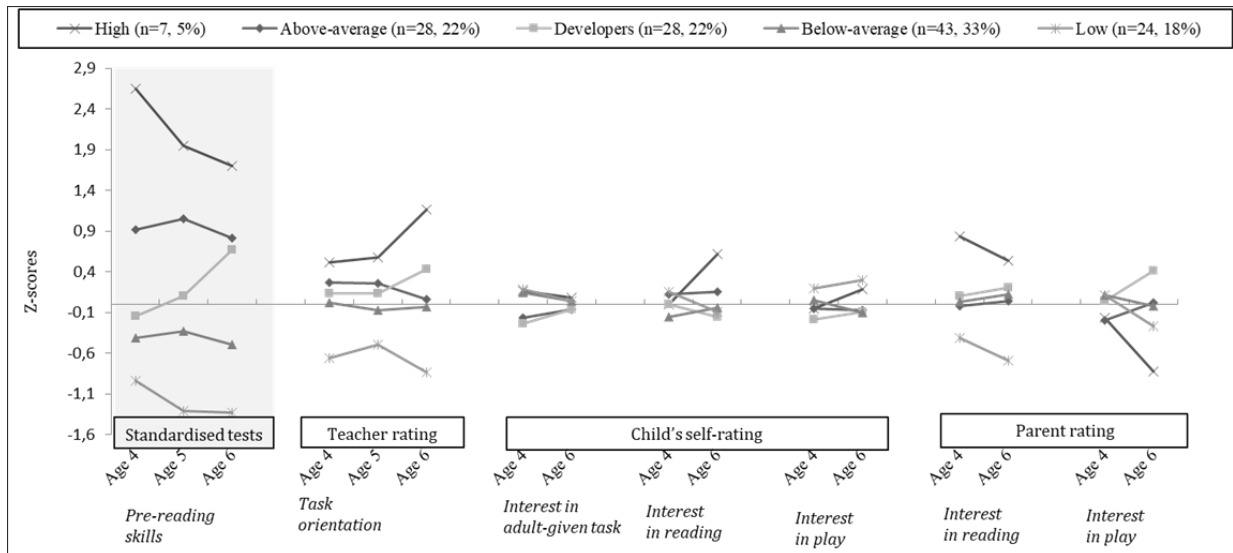 High (n=7, 5%) Above-average (n=28, 22%) Developers (n=28, 22%) Below-average (n=43, 33%) Low (n=24, 18%)
Z-scores
2,9
2,4
1,9
1,4
0,9
0,4
-0,1
-0,6
-1,1
-1,6
Standardised tests Teacher rating Child's self-rating Parent rating
Age 4 Age 5 Age 6 Age 4 Age 5 Age 6 Age 4 Age 6 Age 4 Age 6 Age 4 Age 6 Age 4 Age 6 Age 4 Age 6
Pre-reading
skills
Task
orientation
Interest in
adult-given task
Interest
in reading
Interest
in play
Interest
in reading
Interest
in play